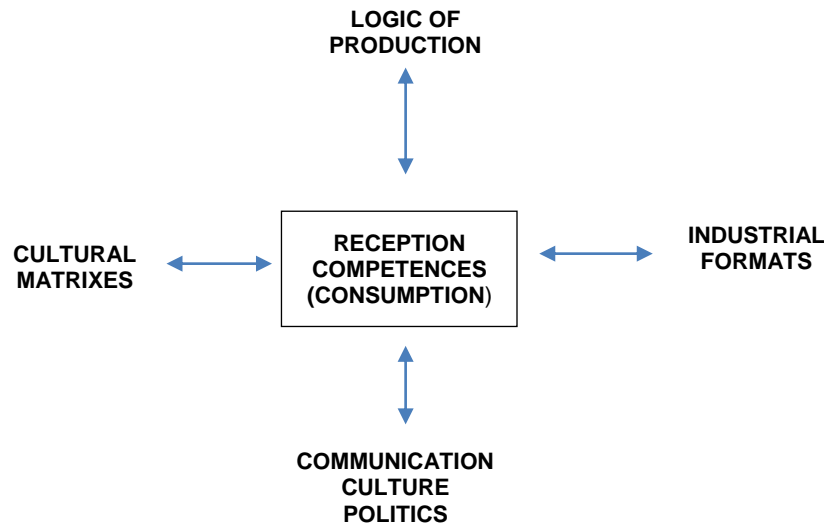 LOGIC OF
PRODUCTION
CULTURAL
MATRIXES
RECEPTION
COMPETENCES
(CONSUMPTION)
INDUSTRIAL
FORMATS
COMMUNICATION
CULTURE
POLITICS